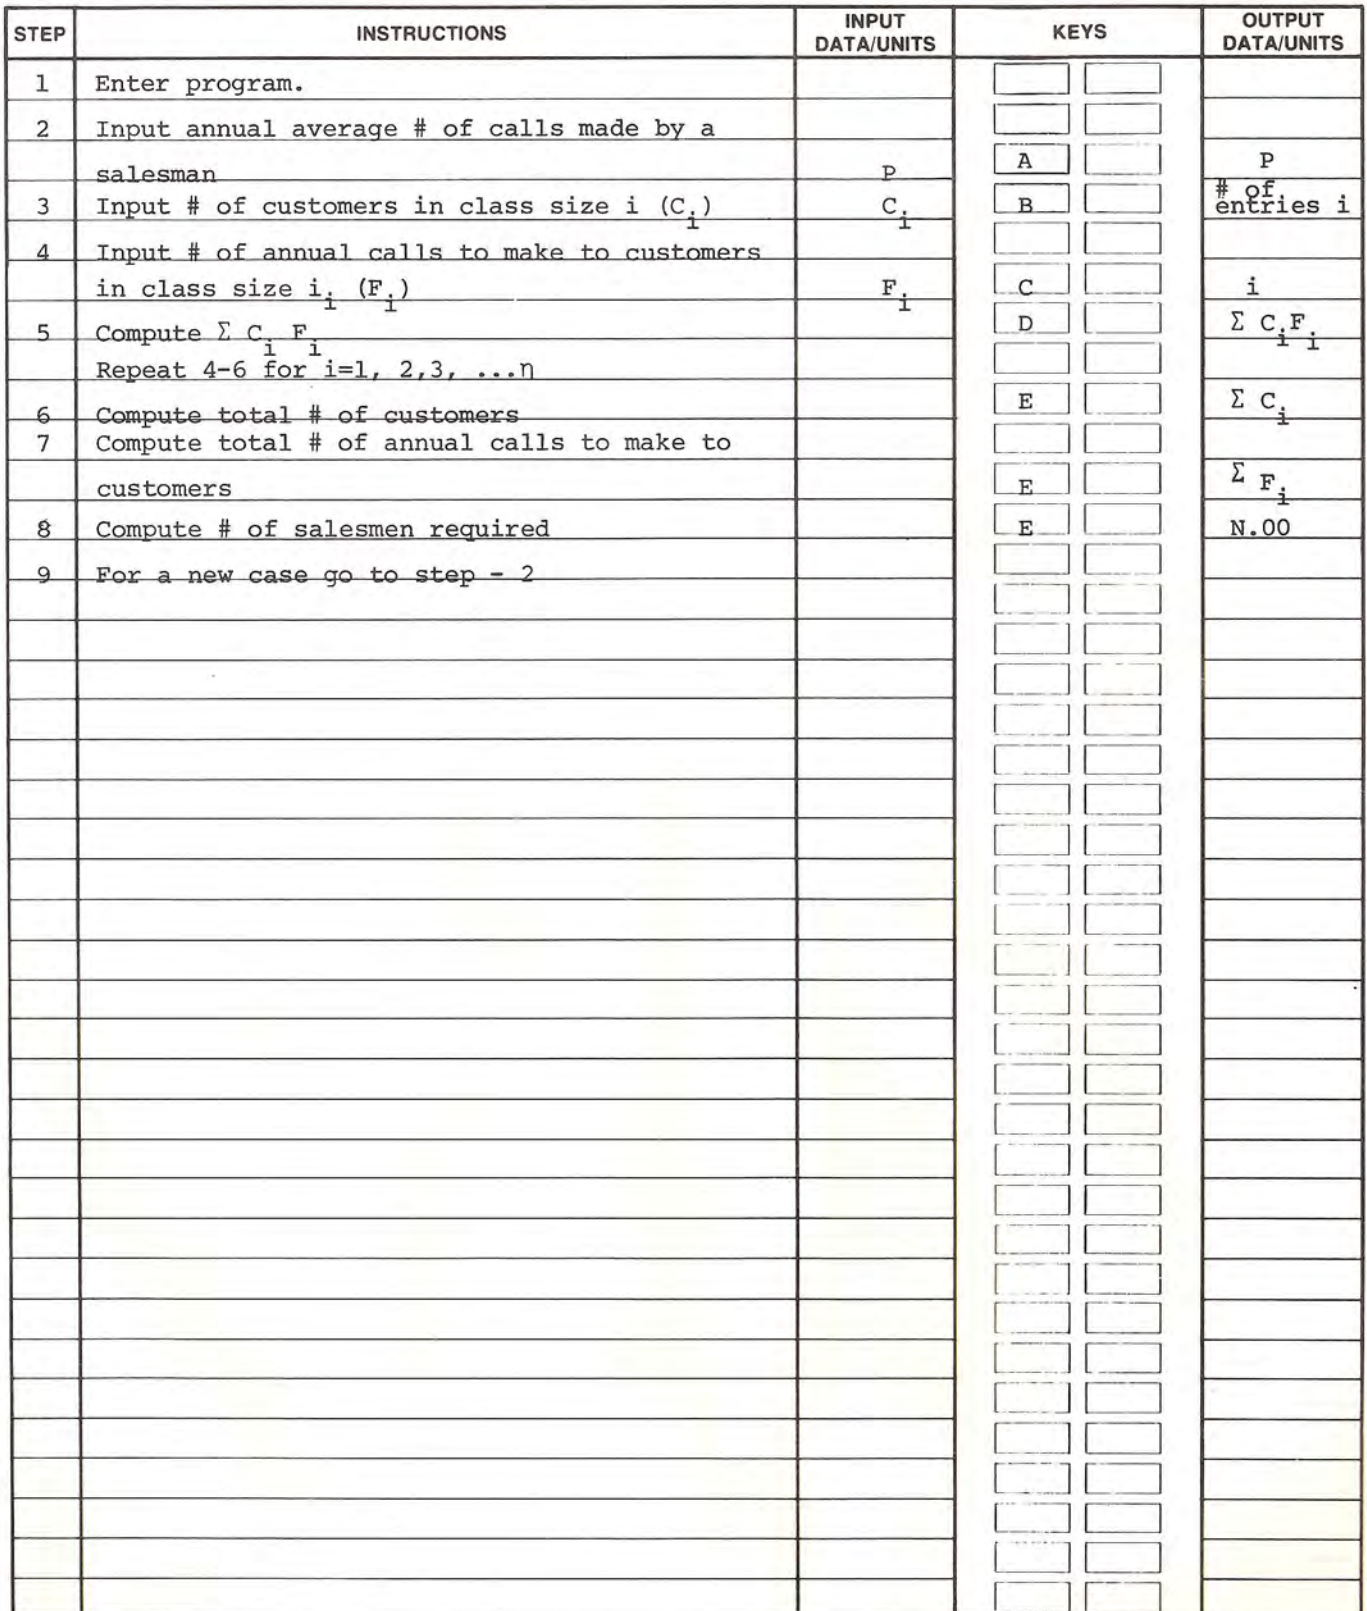 STEP INSTRUCTIONS INPUT DATA/UNITS KEYS OUTPUT DATA/UNITS
1 Enter program.
2 Input annual average # of calls made by a
salesman P A P
3 Input # of customers in class size i (Ci) Ci B # of entries i
4 Input # of annual calls to make to customers
in class size ii (Fi) Fi C i
5 Compute Σ Ci Fi D Σ CiFi
Repeat 4-6 for i=1, 2,3, ...η
6 Compute total # of customers E Σ Ci
7 Compute total # of annual calls to make to
customers E Σ Fi
8 Compute # of salesmen required E N.00
9 For a new case go to step - 2